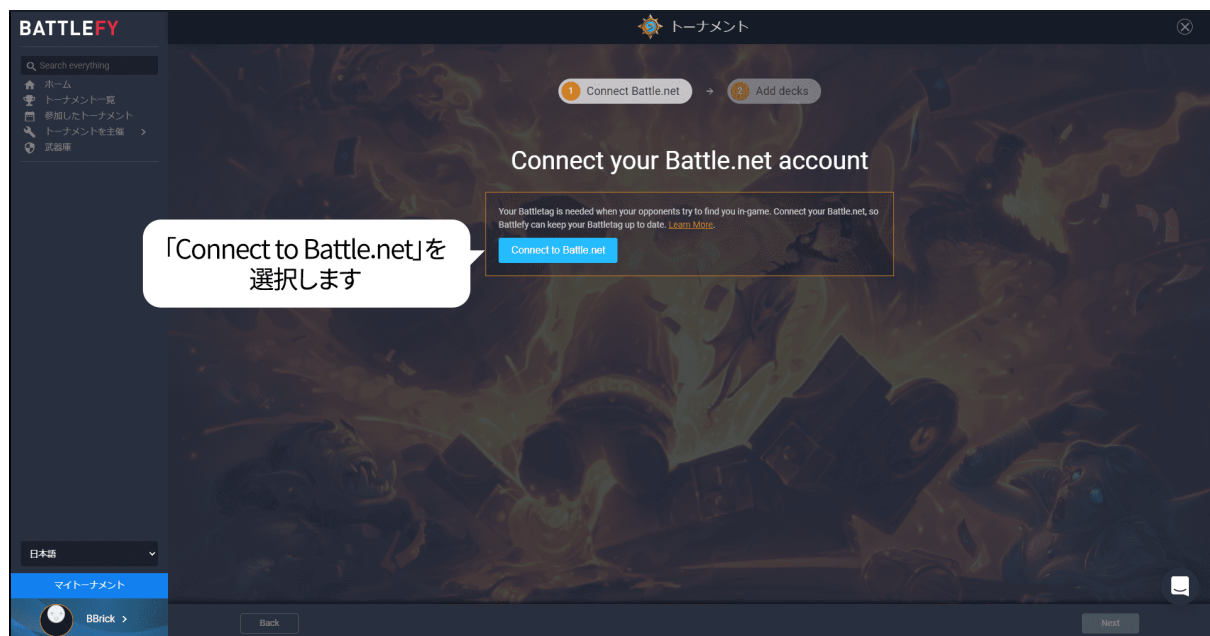 BATTLEFY
トーナメント
Search everything
ホーム
トーナメント一覧
参加したトーナメント
トーナメントを主催
武器庫
1 Connect Battle.net → 2 Add decks
Connect your Battle.net account
Your Battletag is needed when your opponents try to find you in-game. Connect your Battle.net, so
Battlefy can keep your Battletag up to date. Learn More.
Connect to Battle.net
「Connect to Battle.net」を
選択します
日本語
マイトーナメント
BBrick >
Back
Next